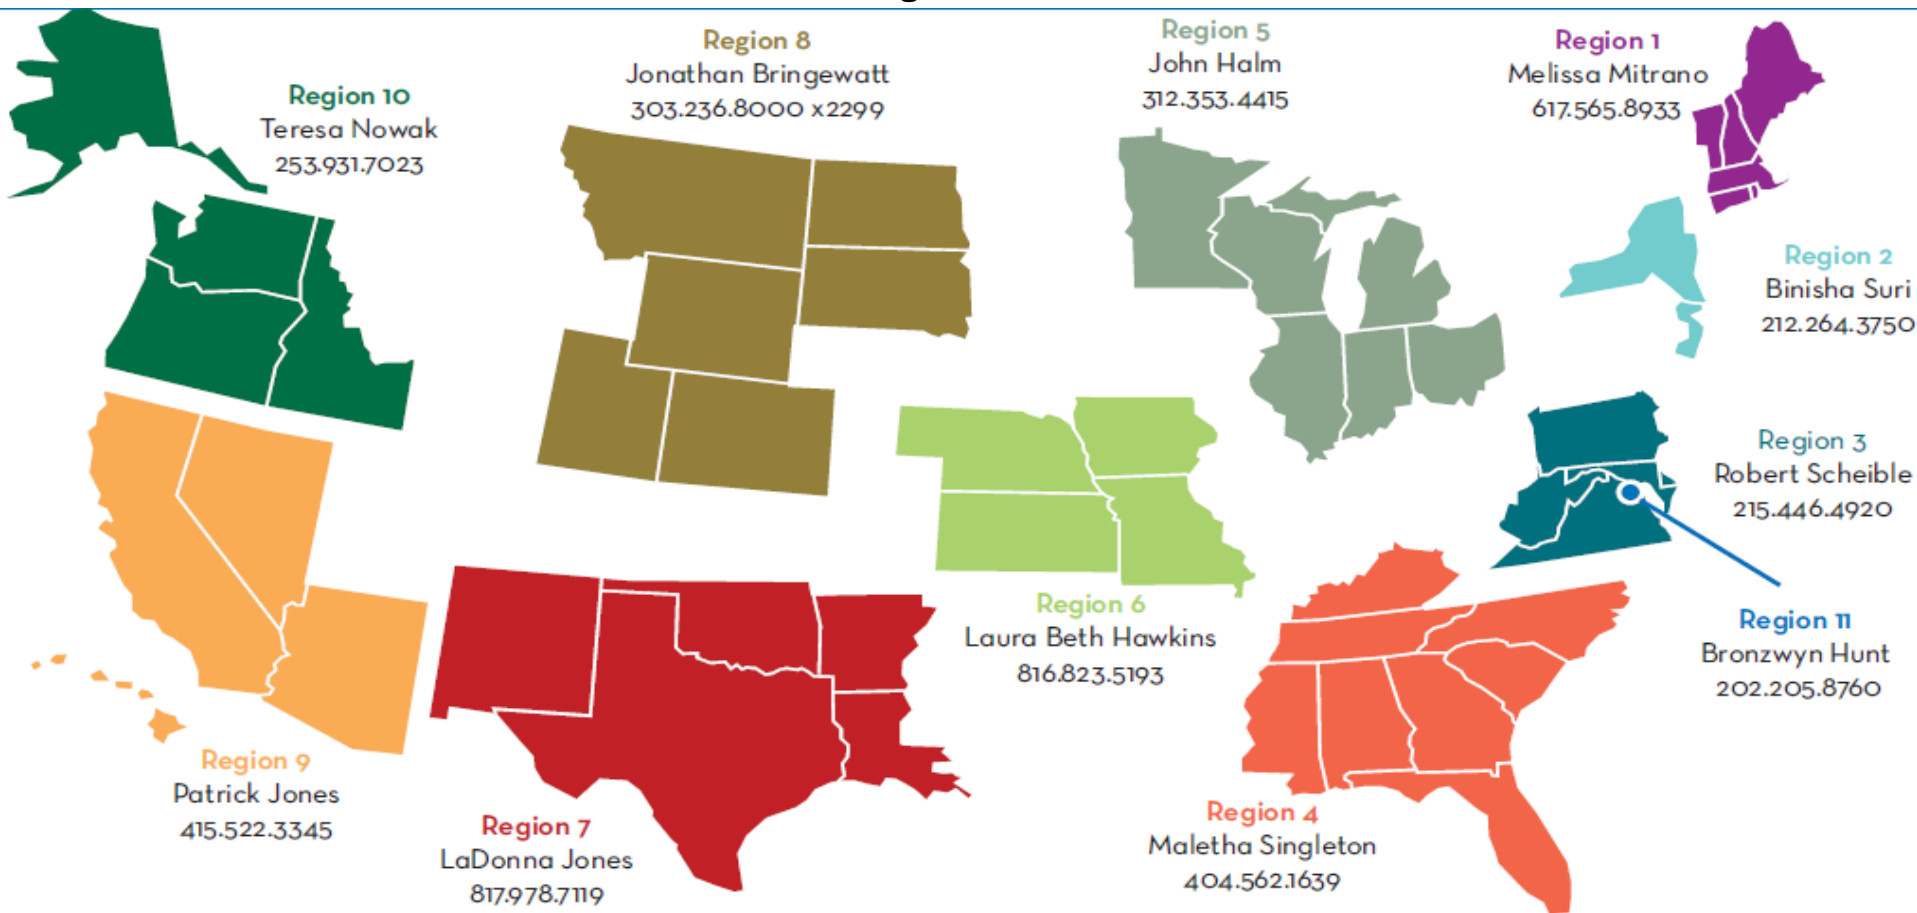 Region 8
Jonathan Bringewatt
303.236.8000 x2299
Region 5
John Halm
312.353.4415
Region 1
Melissa Mitrano
617.565.8933
Region 10
Teresa Nowak
253.931.7023
Region 2
Binisha Suri
212.264.3750
Region 3
Robert Scheible
215.446.4920
Region 6
Laura Beth Hawkins
816.823.5193
Region 11
Bronzwyn Hunt
202.205.8760
Region 9
Patrick Jones
415.522.3345
Region 7
LaDonna Jones
817.978.7119
Region 4
Maletha Singleton
404.562.1639